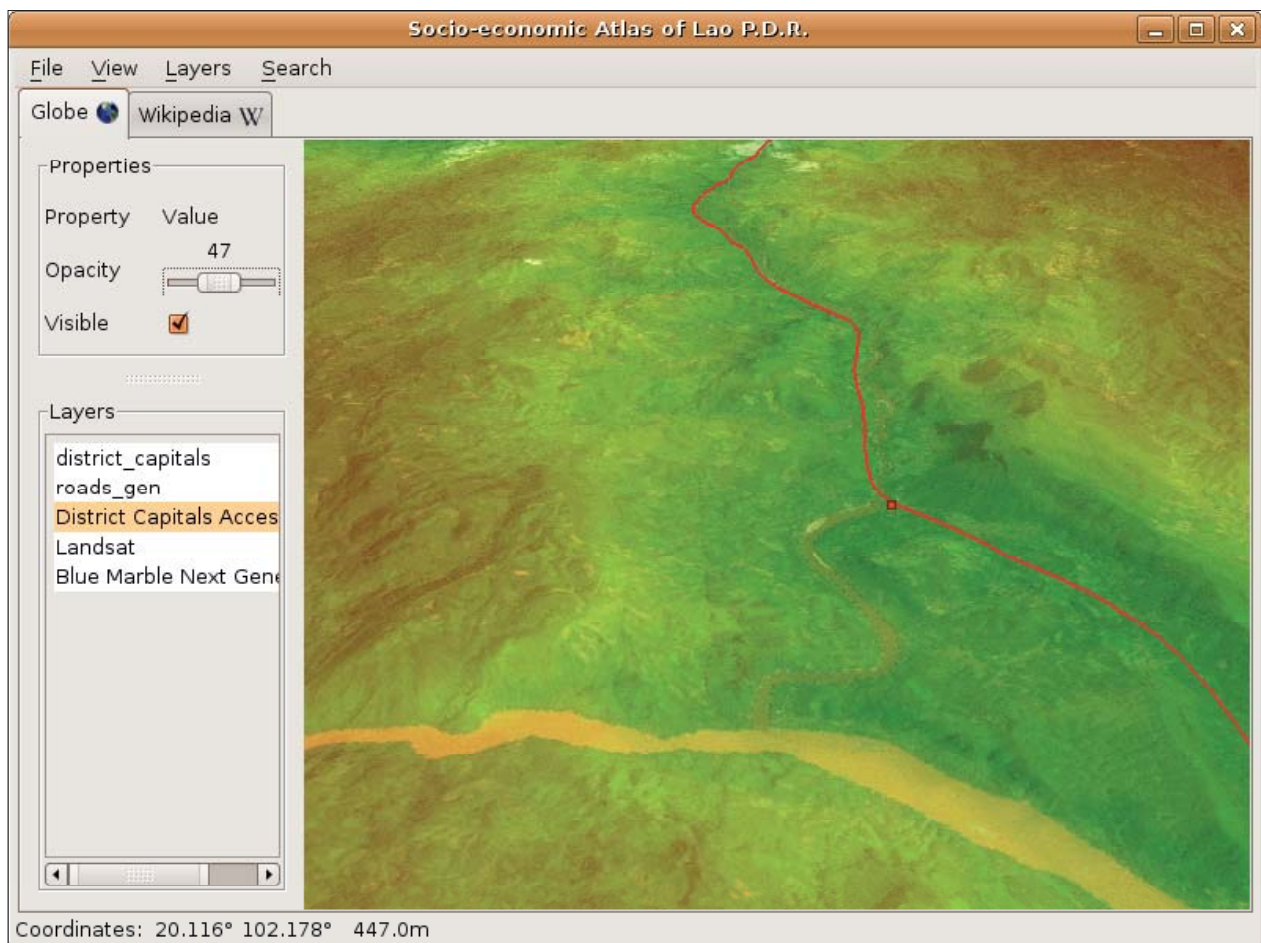 Socio-economic Atlas of Lao P.D.R.
File View Layers Search
Globe Wikipedia W
Properties
Property Value
47
Opacity
Visible
Layers
district_capitals
roads_gen
District Capitals Acces
Landsat
Blue Marble Next Gene
Coordinates: 20.116° 102.178° 447.0m